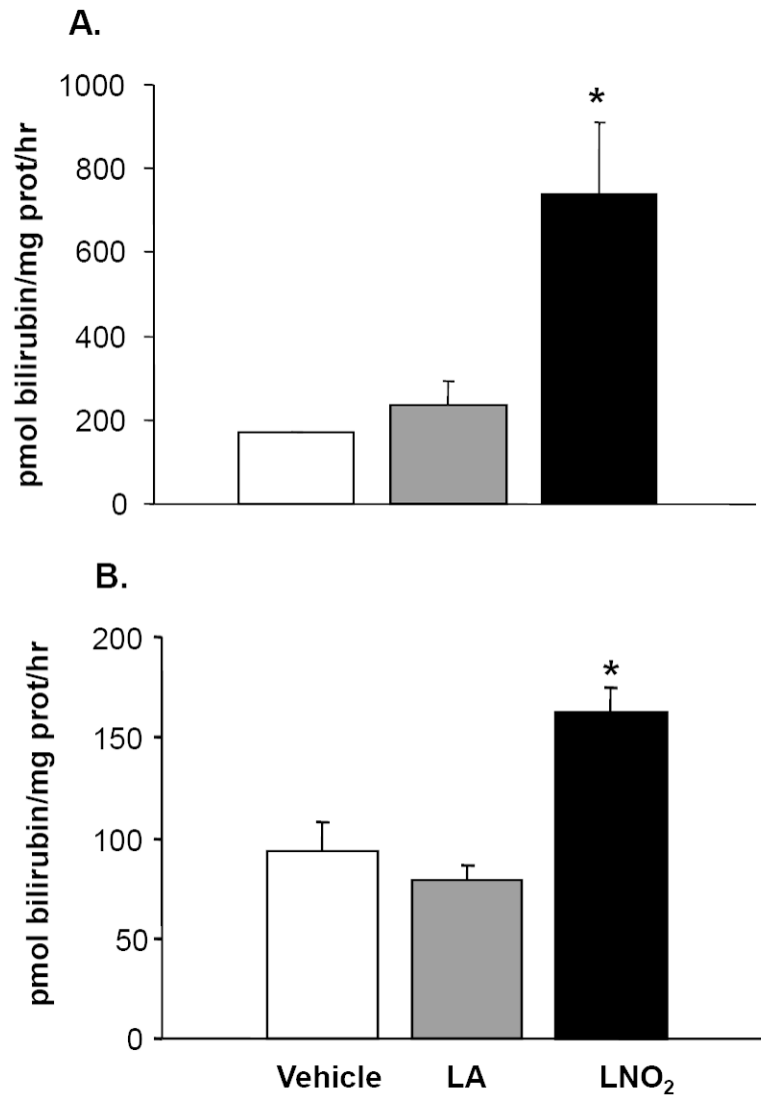 A.
pmol bilirubin/mg prot/hr
1000
800
600
400
200
0
*
B.
pmol bilirubin/mg prot/hr
200
150
100
50
0
*
Vehicle LA LNO₂